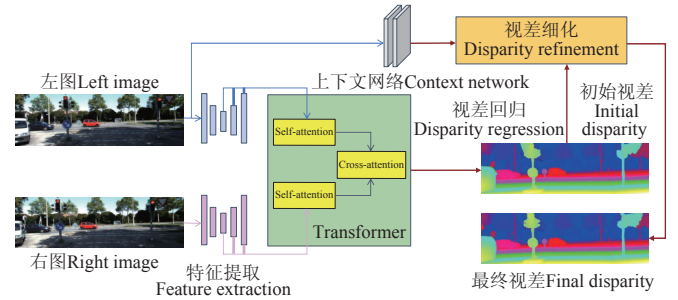 视差细化
Disparity refinement
左图Left image
上下文网络Context network
初始视差
Initial
disparity
视差回归
Disparity regression
Self-attention
Cross-attention
Self-attention
Transformer
右图Right image
特征提取
Feature extraction
最终视差Final disparity